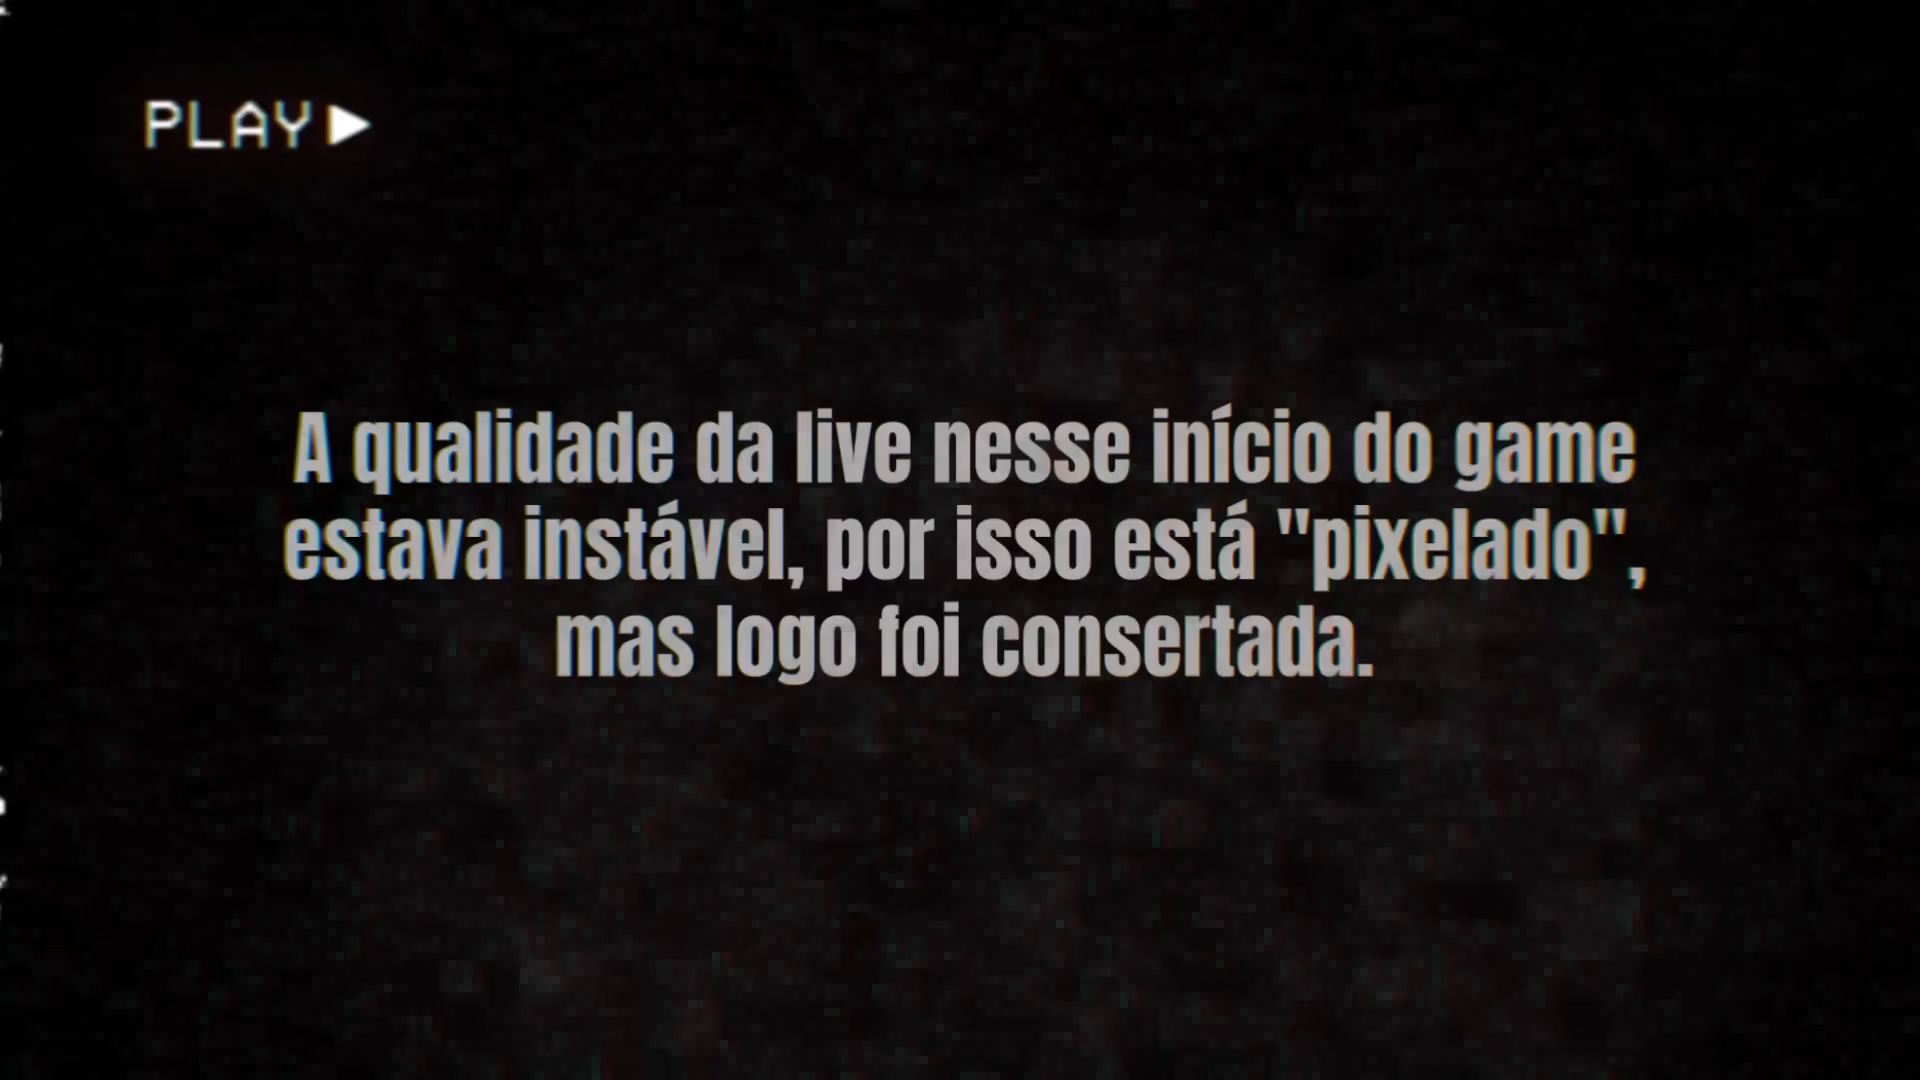 PLAY
A qualidade da live nesse início do game
estava instável, por isso está "pixelado",
mas logo foi consertada.